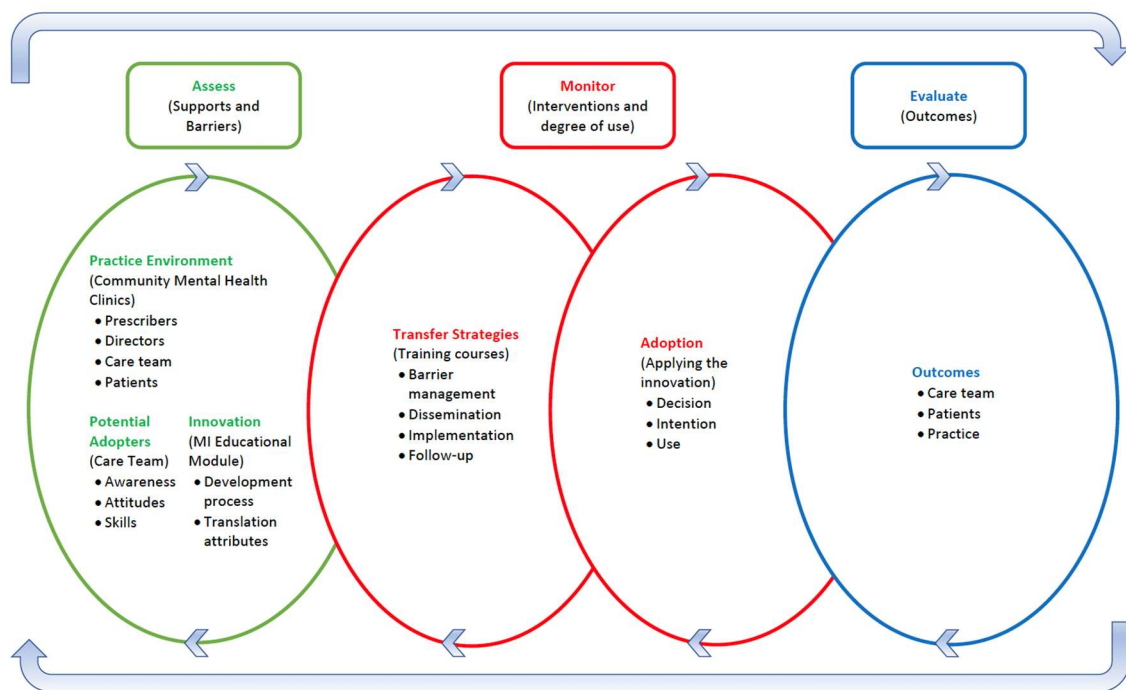 Assess
(Supports and
Barriers)
Monitor
(Interventions and
degree of use)
Evaluate
(Outcomes)
Practice Environment
(Community Mental Health
Clinics)
• Prescribers
• Directors
• Care team
• Patients
Potential
Adopters
(Care Team)
• Awareness
• Attitudes
• Skills
Innovation
(MI Educational
Module)
• Development
process
• Translation
attributes
Transfer Strategies
(Training courses)
• Barrier
management
• Dissemination
• Implementation
• Follow-up
Adoption
(Applying the
innovation)
• Decision
• Intention
• Use
Outcomes
• Care team
• Patients
• Practice